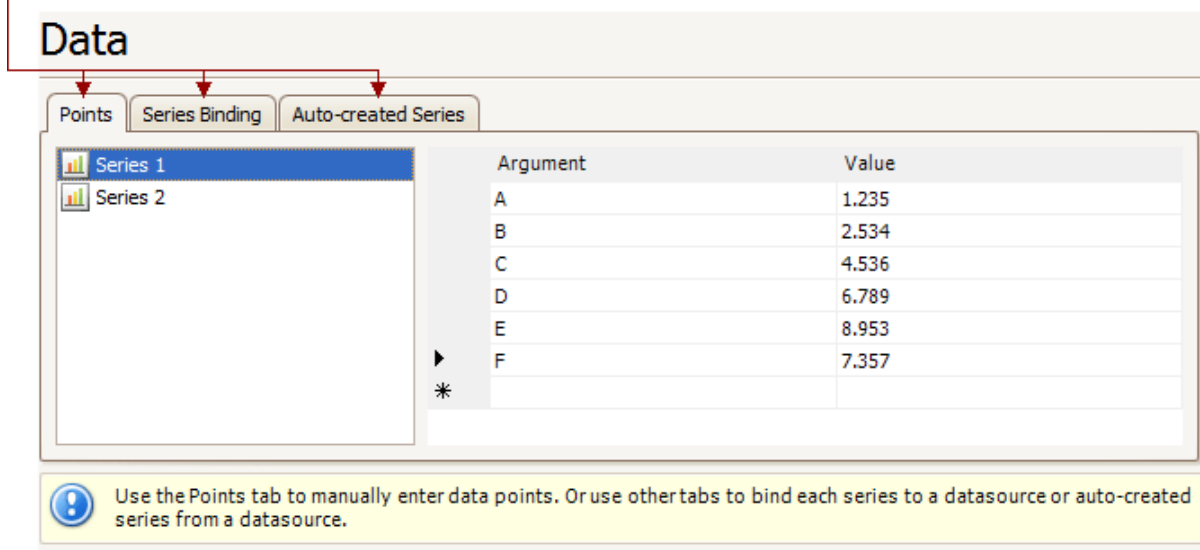 Data
Points Series Binding Auto-created Series
Series 1
Series 2
Argument Value
A 1.235
B 2.534
C 4.536
D 6.789
E 8.953
F 7.357
Use the Points tab to manually enter data points. Or use other tabs to bind each series to a datasource or auto-created
series from a datasource.